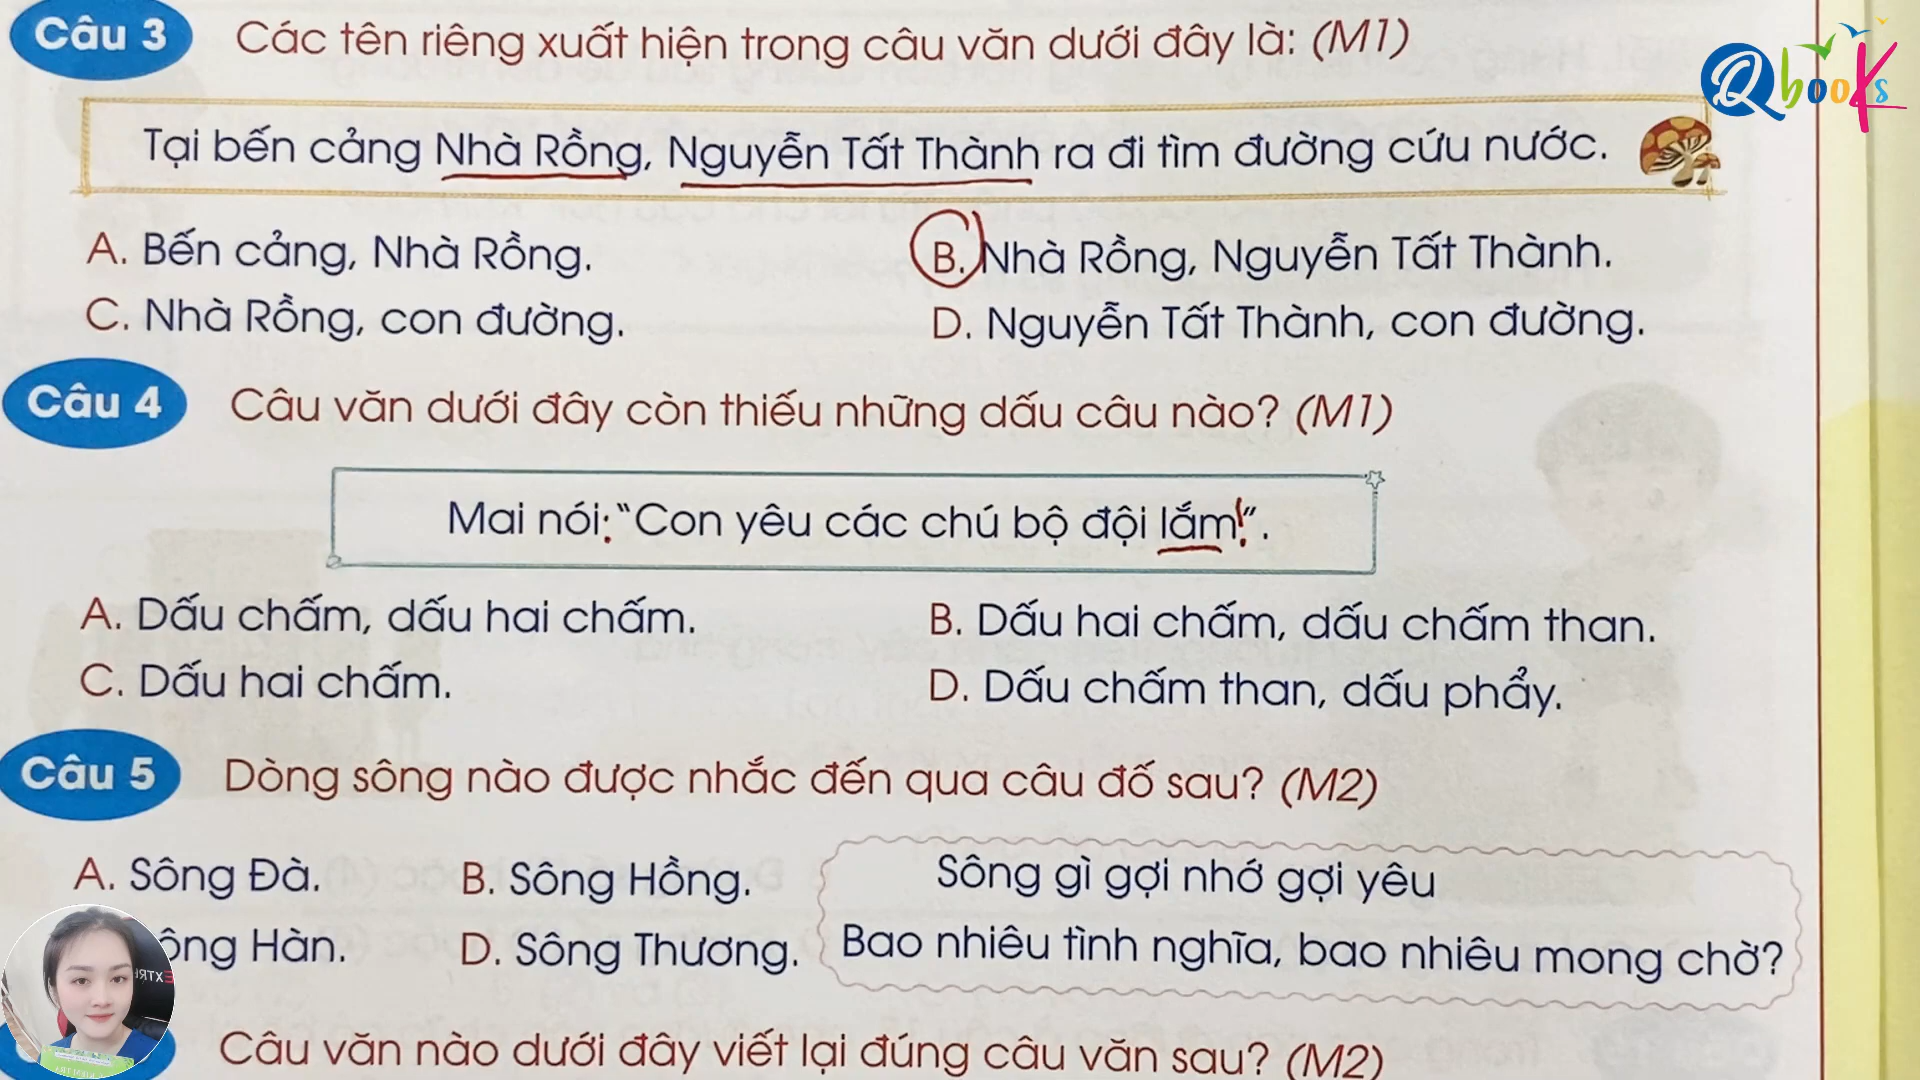 Câu 3 Các tên riêng xuất hiện trong câu văn dưới đây là: (M1)
Qbooks
Tại bến cảng Nhà Rồng, Nguyễn Tất Thành ra đi tìm đường cứu nước.
A. Bến cảng, Nhà Rồng. B. Nhà Rồng, Nguyễn Tất Thành.
C. Nhà Rồng, con đường. D. Nguyễn Tất Thành, con đường.
Câu 4 Câu văn dưới đây còn thiếu những dấu câu nào? (M1)
Mai nói: “Con yêu các chú bộ đội lắm!”.
A. Dấu chấm, dấu hai chấm. B. Dấu hai chấm, dấu chấm than.
C. Dấu hai chấm. D. Dấu chấm than, dấu phẩy.
Câu 5 Dòng sông nào được nhắc đến qua câu đố sau? (M2)
A. Sông Đà. B. Sông Hồng.
ông Hàn. D. Sông Thương.
Sông gì gợi nhớ gợi yêu
Bao nhiêu tình nghĩa, bao nhiêu mong chờ?
Câu văn nào dưới đây viết lại đúng câu văn sau? (M2)